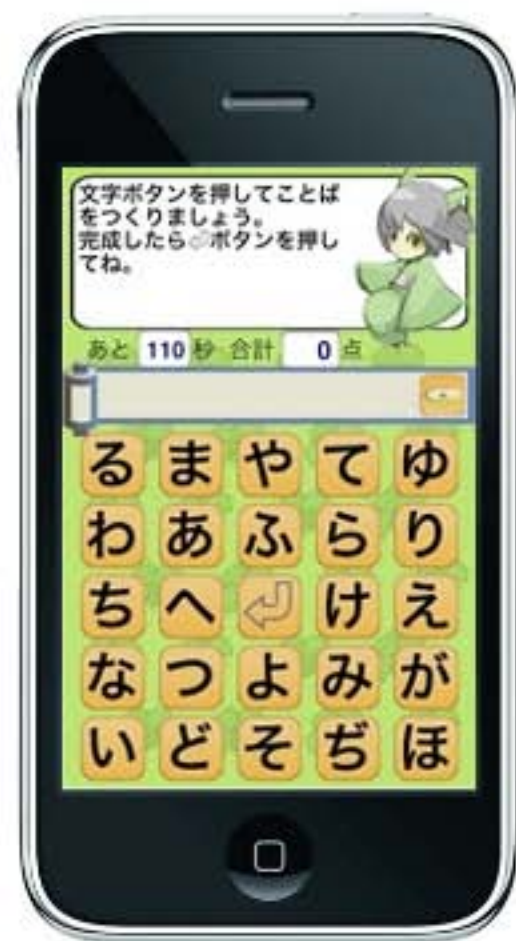 文字ボタンを押してことば
をつくりましょう。
完成したら⏎ボタンを押し
てね。
あと 110 秒 合計 0 点
る ま や て ゆ
わ あ ふ ら り
ち へ ⏎ け え
な つ よ み が
い ど そ ぢ ほ